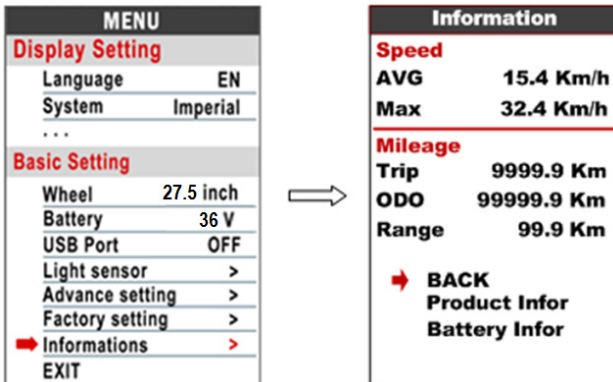 MENU
Display Setting
Language EN
System Imperial
...
Basic Setting
Wheel 27.5 inch
Battery 36 V
USB Port OFF
Light sensor >
Advance setting >
Factory setting >
Informations >
EXIT
Information
Speed
AVG 15.4 Km/h
Max 32.4 Km/h
Mileage
Trip 9999.9 Km
ODO 99999.9 Km
Range 99.9 Km
BACK
Product Infor
Battery Infor